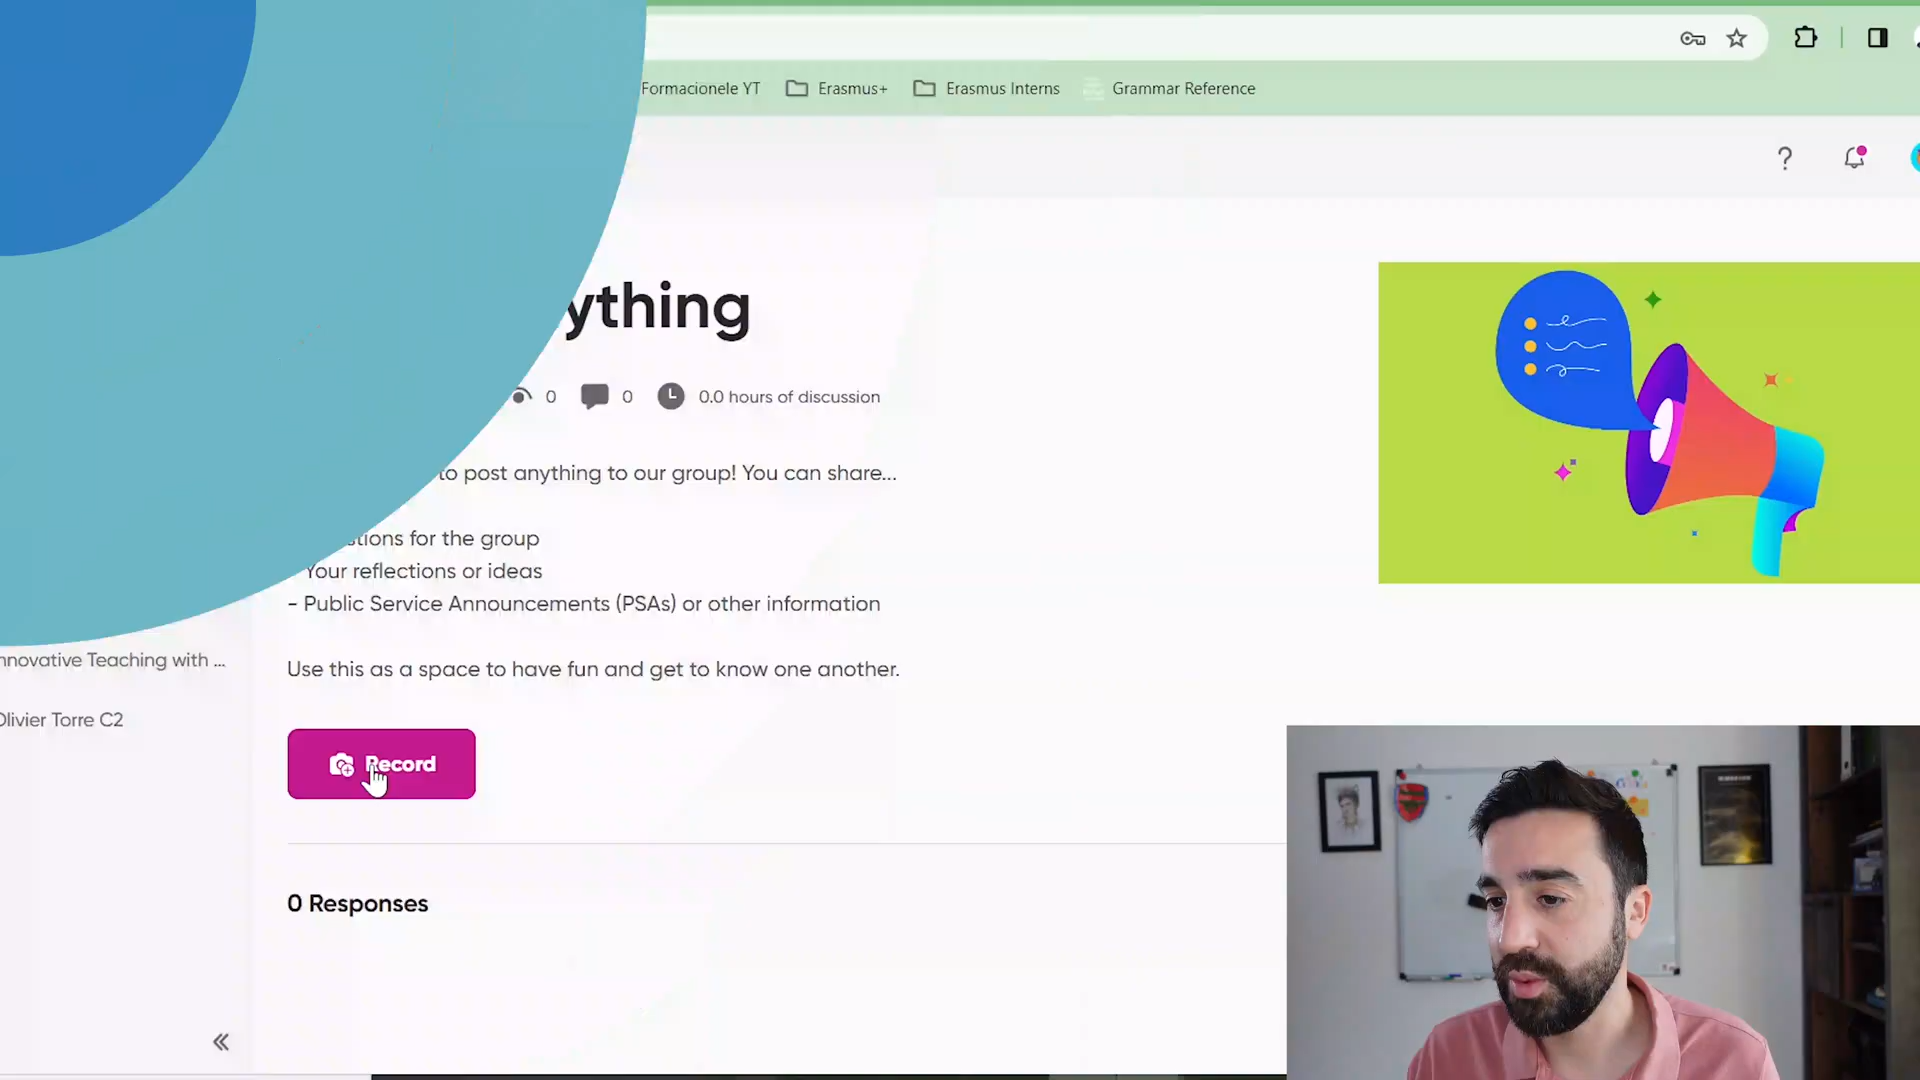 Formacionele YT Erasmus+ Erasmus Interns Grammar Reference
ything
0 0 0.0 hours of discussion
to post anything to our group! You can share...
stions for the group
- Your reflections or ideas
- Public Service Announcements (PSAs) or other information
Use this as a space to have fun and get to know one another.
nnovative Teaching with ...
Olivier Torre C2
Record
0 Responses